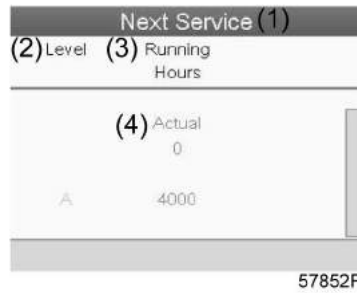 Next Service (1)
(2) Level (3) Running
Hours
(4) Actual
0
A 4000
57852F